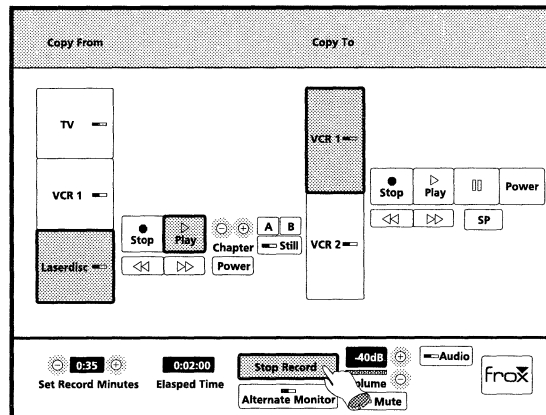 Copy From
Copy To
TV
VCR 1
Laserdisc
Stop
Play
Chapter
A
B
Still
Power
VCR 1
VCR 2
Stop
Play
Power
SP
0:35
Set Record Minutes
0:02:00
Elasped Time
Stop Record
Alternate Monitor
-40dB
olume
Mute
Audio
frox